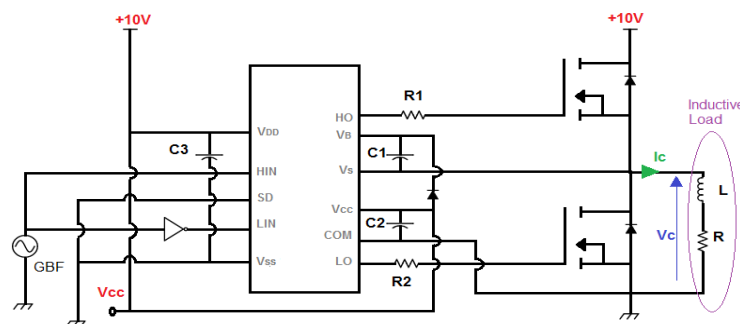 +10V
+10V
R1
HO
Inductive
Load
VDD
VB
C3
C1
HIN
Vs
Ic
SD
L
Vcc
LIN
C2
Vc
R
COM
GBF
Vss
LO
R2
Vcc